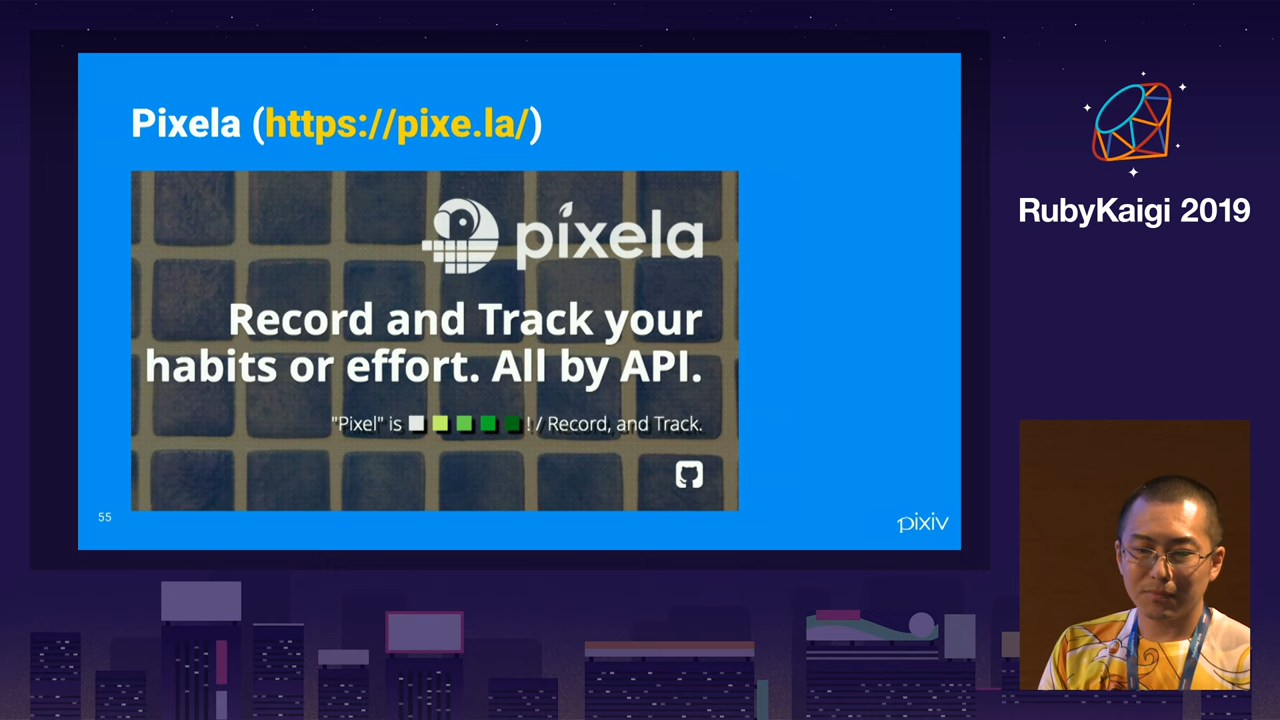 Pixela (https://pixe.la/)
pixela
Record and Track your
habits or effort. All by API.
"Pixel" is ! / Record, and Track.
55
pixiv
RubyKaigi 2019